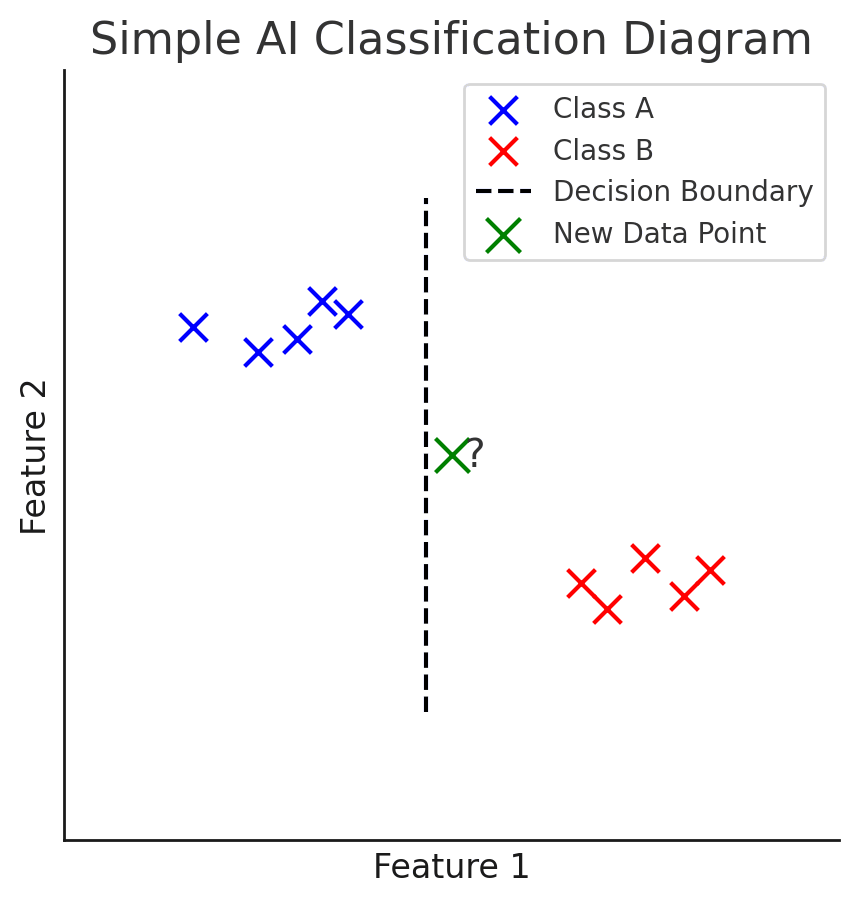 Simple AI Classification Diagram
Class A
Class B
Decision Boundary
New Data Point
?
Feature 2
Feature 1